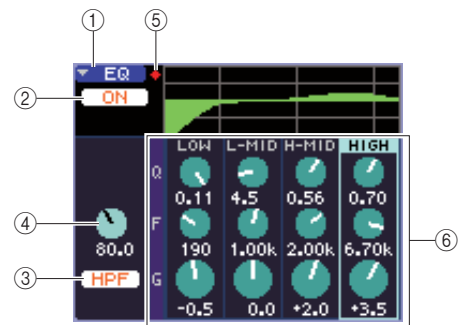 ① ⑤
EQ
② ON
LOW L-MID H-MID HIGH
Q 0.11 4.5 0.56 0.70
④ F ⑥
80.0 190 1.00k 2.00k 6.70k
③ HPF G
-0.5 0.0 +2.0 +3.5